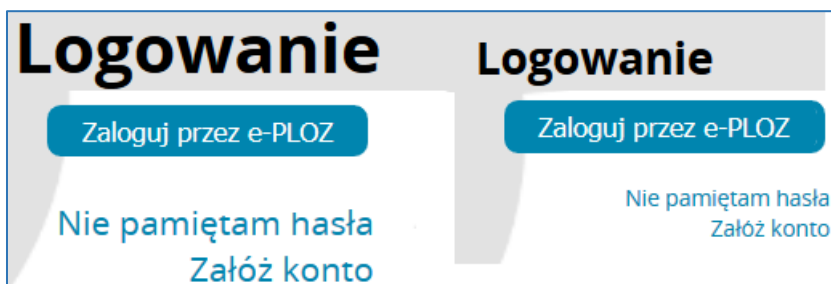 Logowanie
Zaloguj przez e-PLOZ
Nie pamiętam hasła
Załóż konto
Logowanie
Zaloguj przez e-PLOZ
Nie pamiętam hasła
Załóż konto